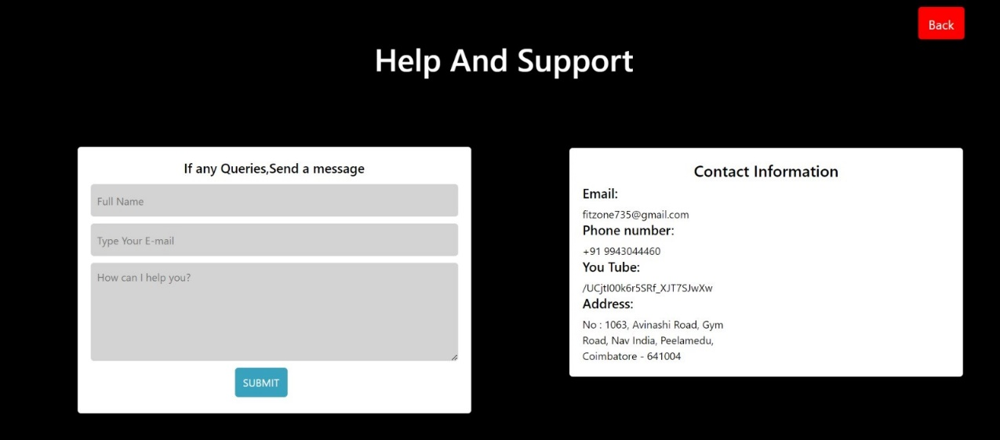 Back
Help And Support
If any Queries,Send a message
Full Name
Type Your E-mail
How can I help you?
SUBMIT
Contact Information
Email:
fitzone735@gmail.com
Phone number:
+91 9943044460
You Tube:
/UCjtI00k6r5SRf_XJT7SJwXw
Address:
No : 1063, Avinashi Road, Gym
Road, Nav India, Peelamedu,
Coimbatore - 641004